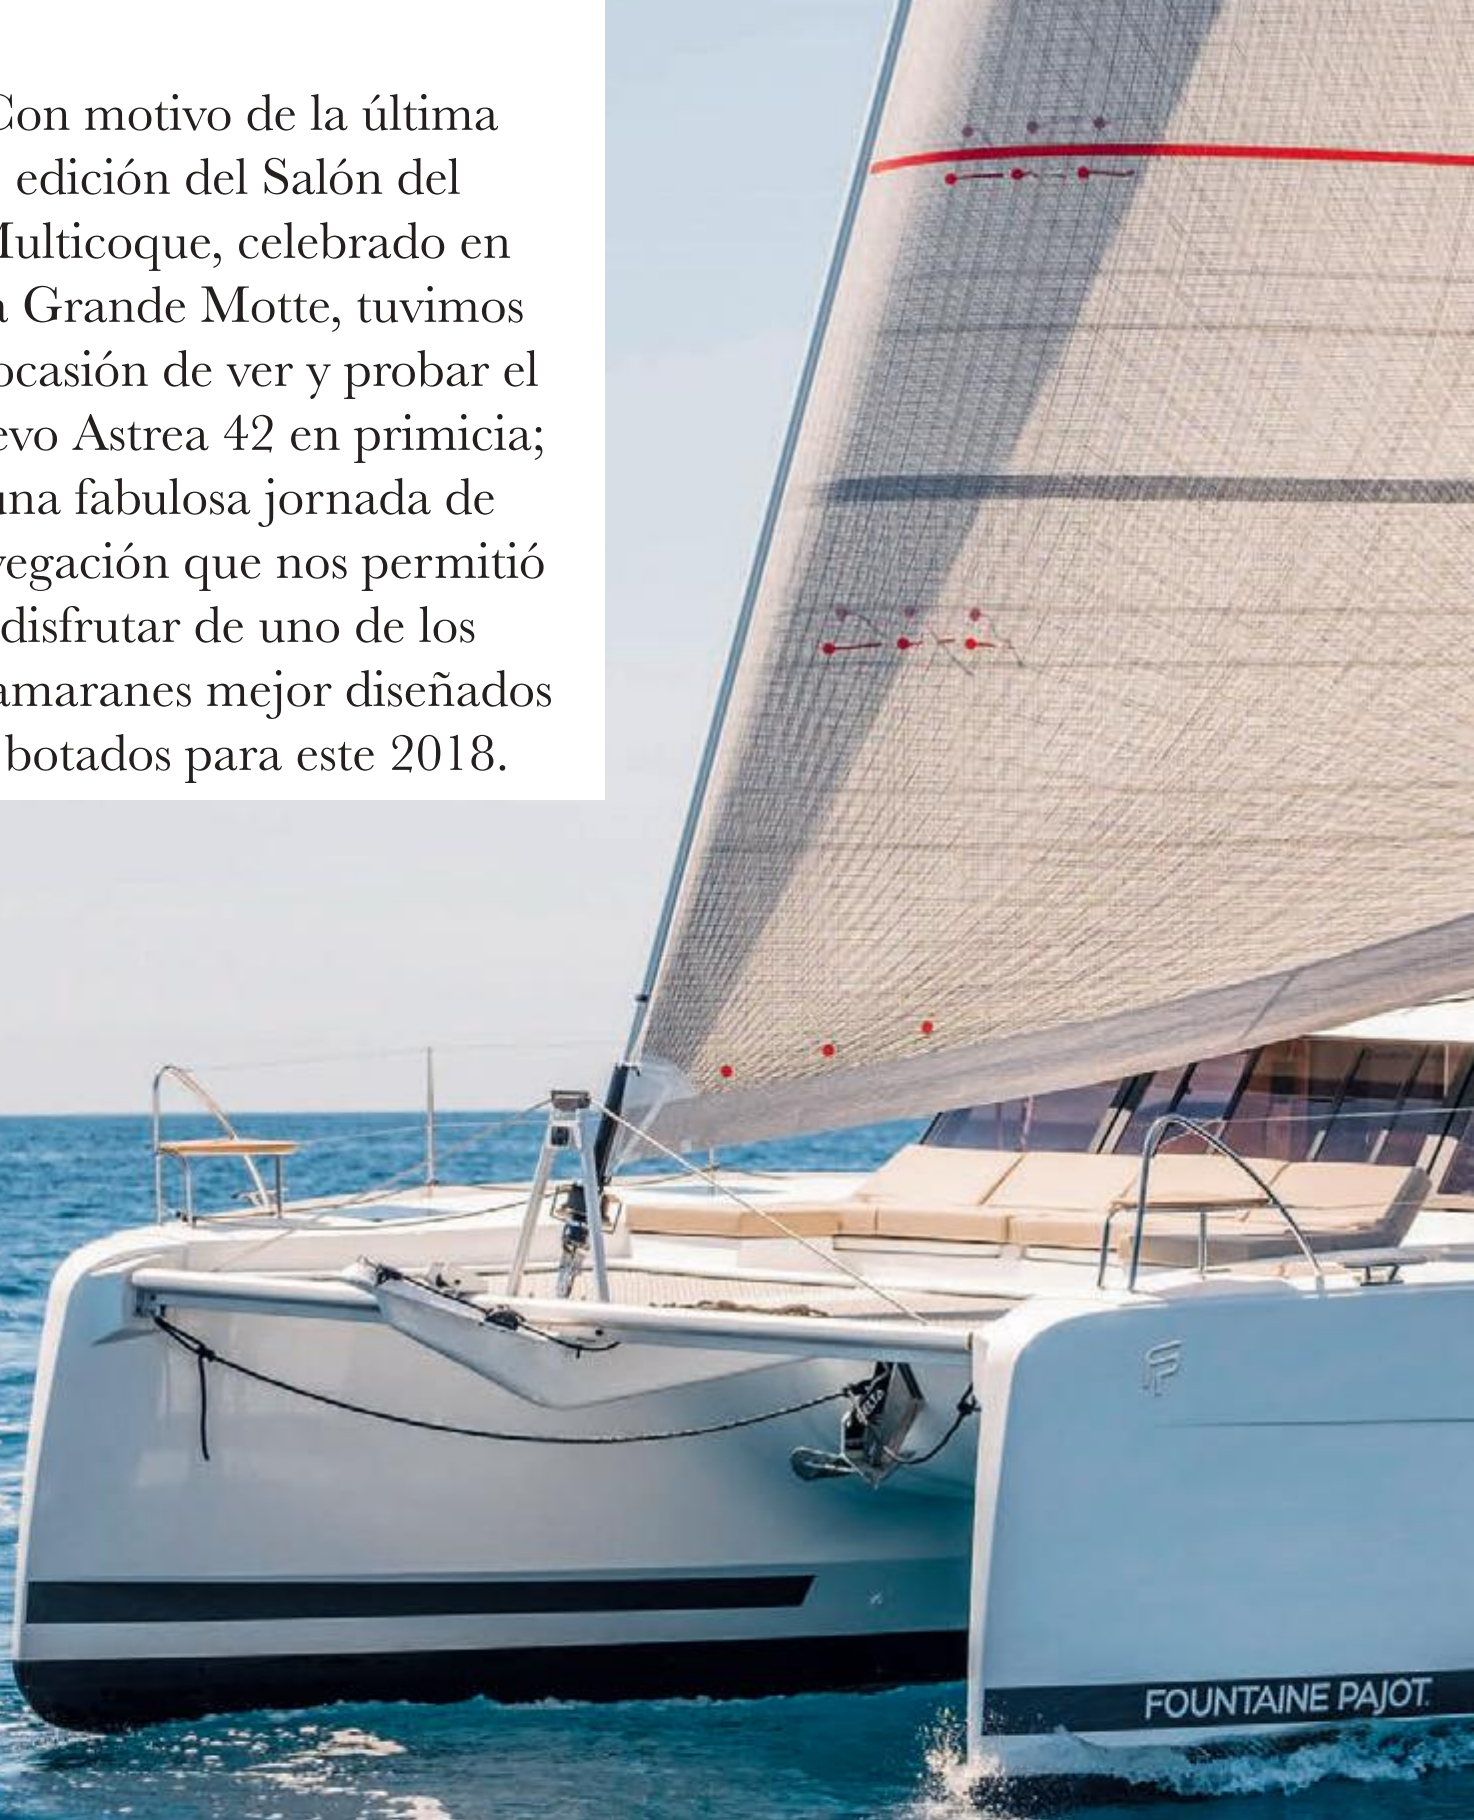 Con motivo de la última
edición del Salón del
Multicoque, celebrado en
Grande Motte, tuvimos
ocasión de ver y probar el
Astrea 42 en primicia;
una fabulosa jornada de
que nos permitió
disfrutar de uno de los
mejor diseñados
botados para este 2018.
FOUNTAINE PAJOT